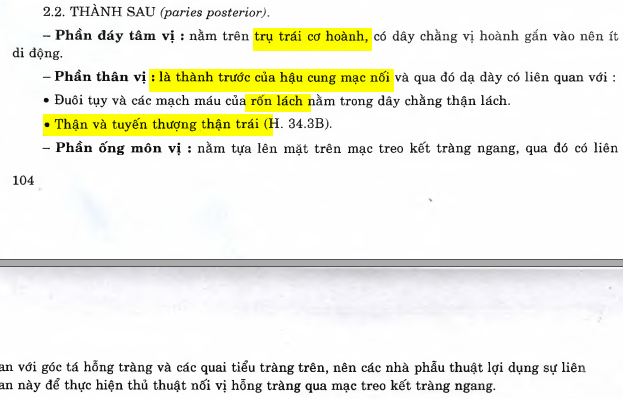 2.2. THÀNH SAU (paries posterior).
– Phần đáy tâm vị : nằm trên trụ trái cơ hoành, có dây chằng vị hoành gắn vào nên ít
di động.
– Phần thân vị : là thành trước của hậu cung mạc nối và qua đó dạ dày có liên quan với :
• Đuôi tụy và các mạch máu của rốn lách nằm trong dây chằng thận lách.
• Thận và tuyến thượng thận trái (H. 34.3B).
– Phần ống môn vị : nằm tựa lên mặt trên mạc treo kết tràng ngang, qua đó có liên
104
an với góc tá hỗng tràng và các quai tiểu tràng trên, nên các nhà phẫu thuật lợi dụng sự liên
an này để thực hiện thủ thuật nối vị hỗng tràng qua mạc treo kết tràng ngang.